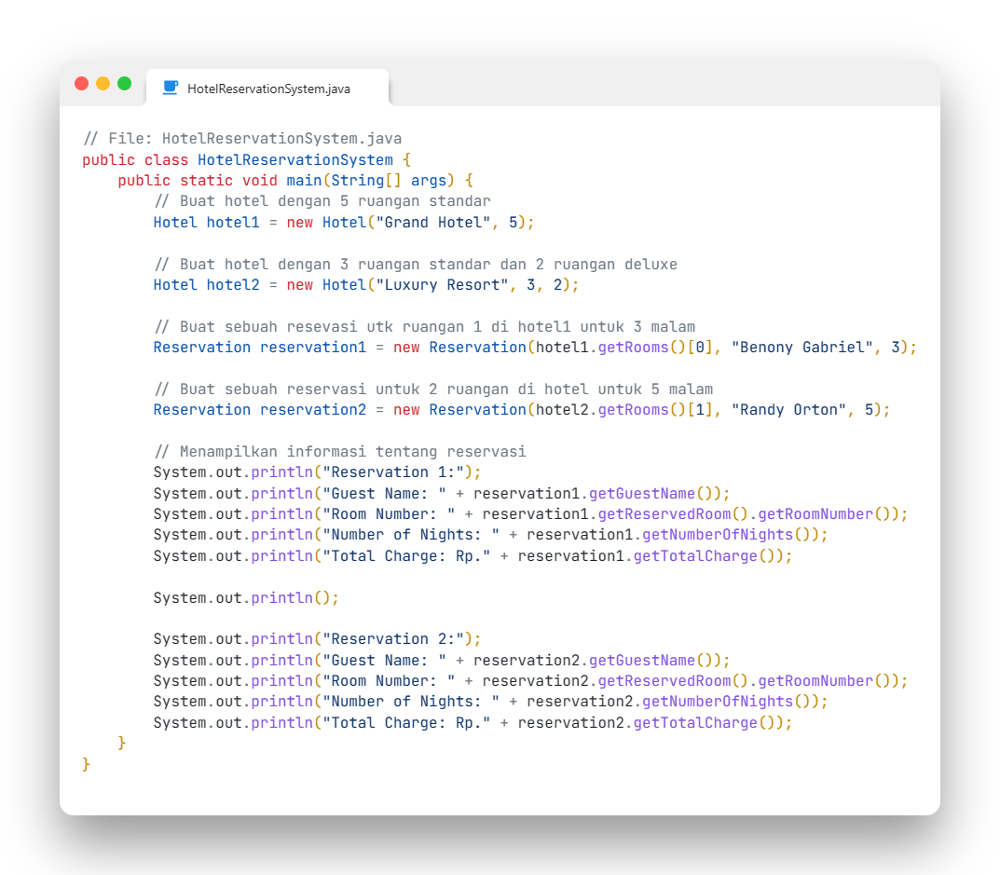 HotelReservationSystem.java
// File: HotelReservationSystem.java
public class HotelReservationSystem {
    public static void main(String[] args) {
        // Buat hotel dengan 5 ruangan standar
        Hotel hotel1 = new Hotel("Grand Hotel", 5);

        // Buat hotel dengan 3 ruangan standar dan 2 ruangan deluxe
        Hotel hotel2 = new Hotel("Luxury Resort", 3, 2);

        // Buat sebuah resevasi utk ruangan 1 di hotel1 untuk 3 malam
        Reservation reservation1 = new Reservation(hotel1.getRooms()[0], "Benony Gabriel", 3);

        // Buat sebuah reservasi untuk 2 ruangan di hotel untuk 5 malam
        Reservation reservation2 = new Reservation(hotel2.getRooms()[1], "Randy Orton", 5);

        // Menampilkan informasi tentang reservasi
        System.out.println("Reservation 1:");
        System.out.println("Guest Name: " + reservation1.getGuestName());
        System.out.println("Room Number: " + reservation1.getReservedRoom().getRoomNumber());
        System.out.println("Number of Nights: " + reservation1.getNumberOfNights());
        System.out.println("Total Charge: Rp." + reservation1.getTotalCharge());

        System.out.println();

        System.out.println("Reservation 2:");
        System.out.println("Guest Name: " + reservation2.getGuestName());
        System.out.println("Room Number: " + reservation2.getReservedRoom().getRoomNumber());
        System.out.println("Number of Nights: " + reservation2.getNumberOfNights());
        System.out.println("Total Charge: Rp." + reservation2.getTotalCharge());
    }
}